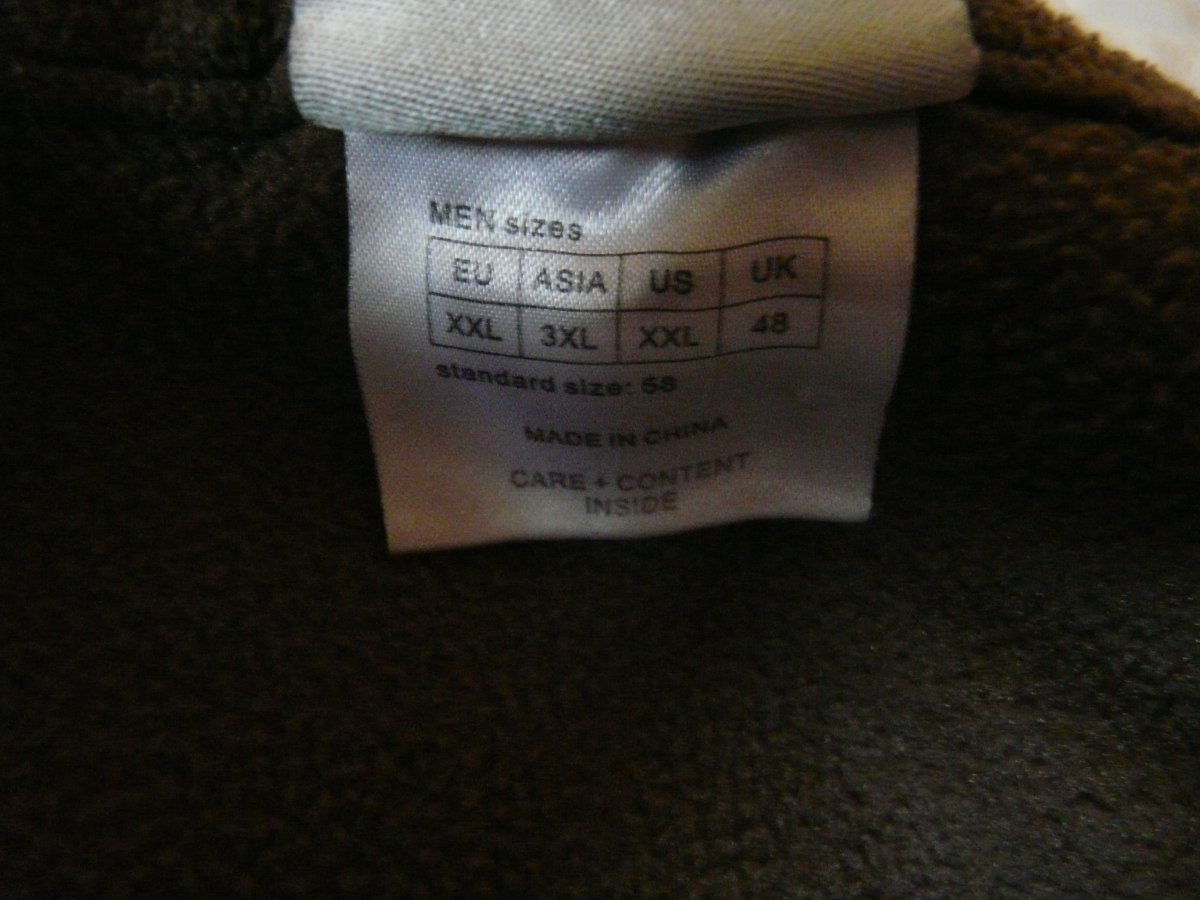 MEN sizes
EU ASIA US UK
XXL 3XL XXL 48
standard size: 58
MADE IN CHINA
CARE + CONTENT
INSIDE